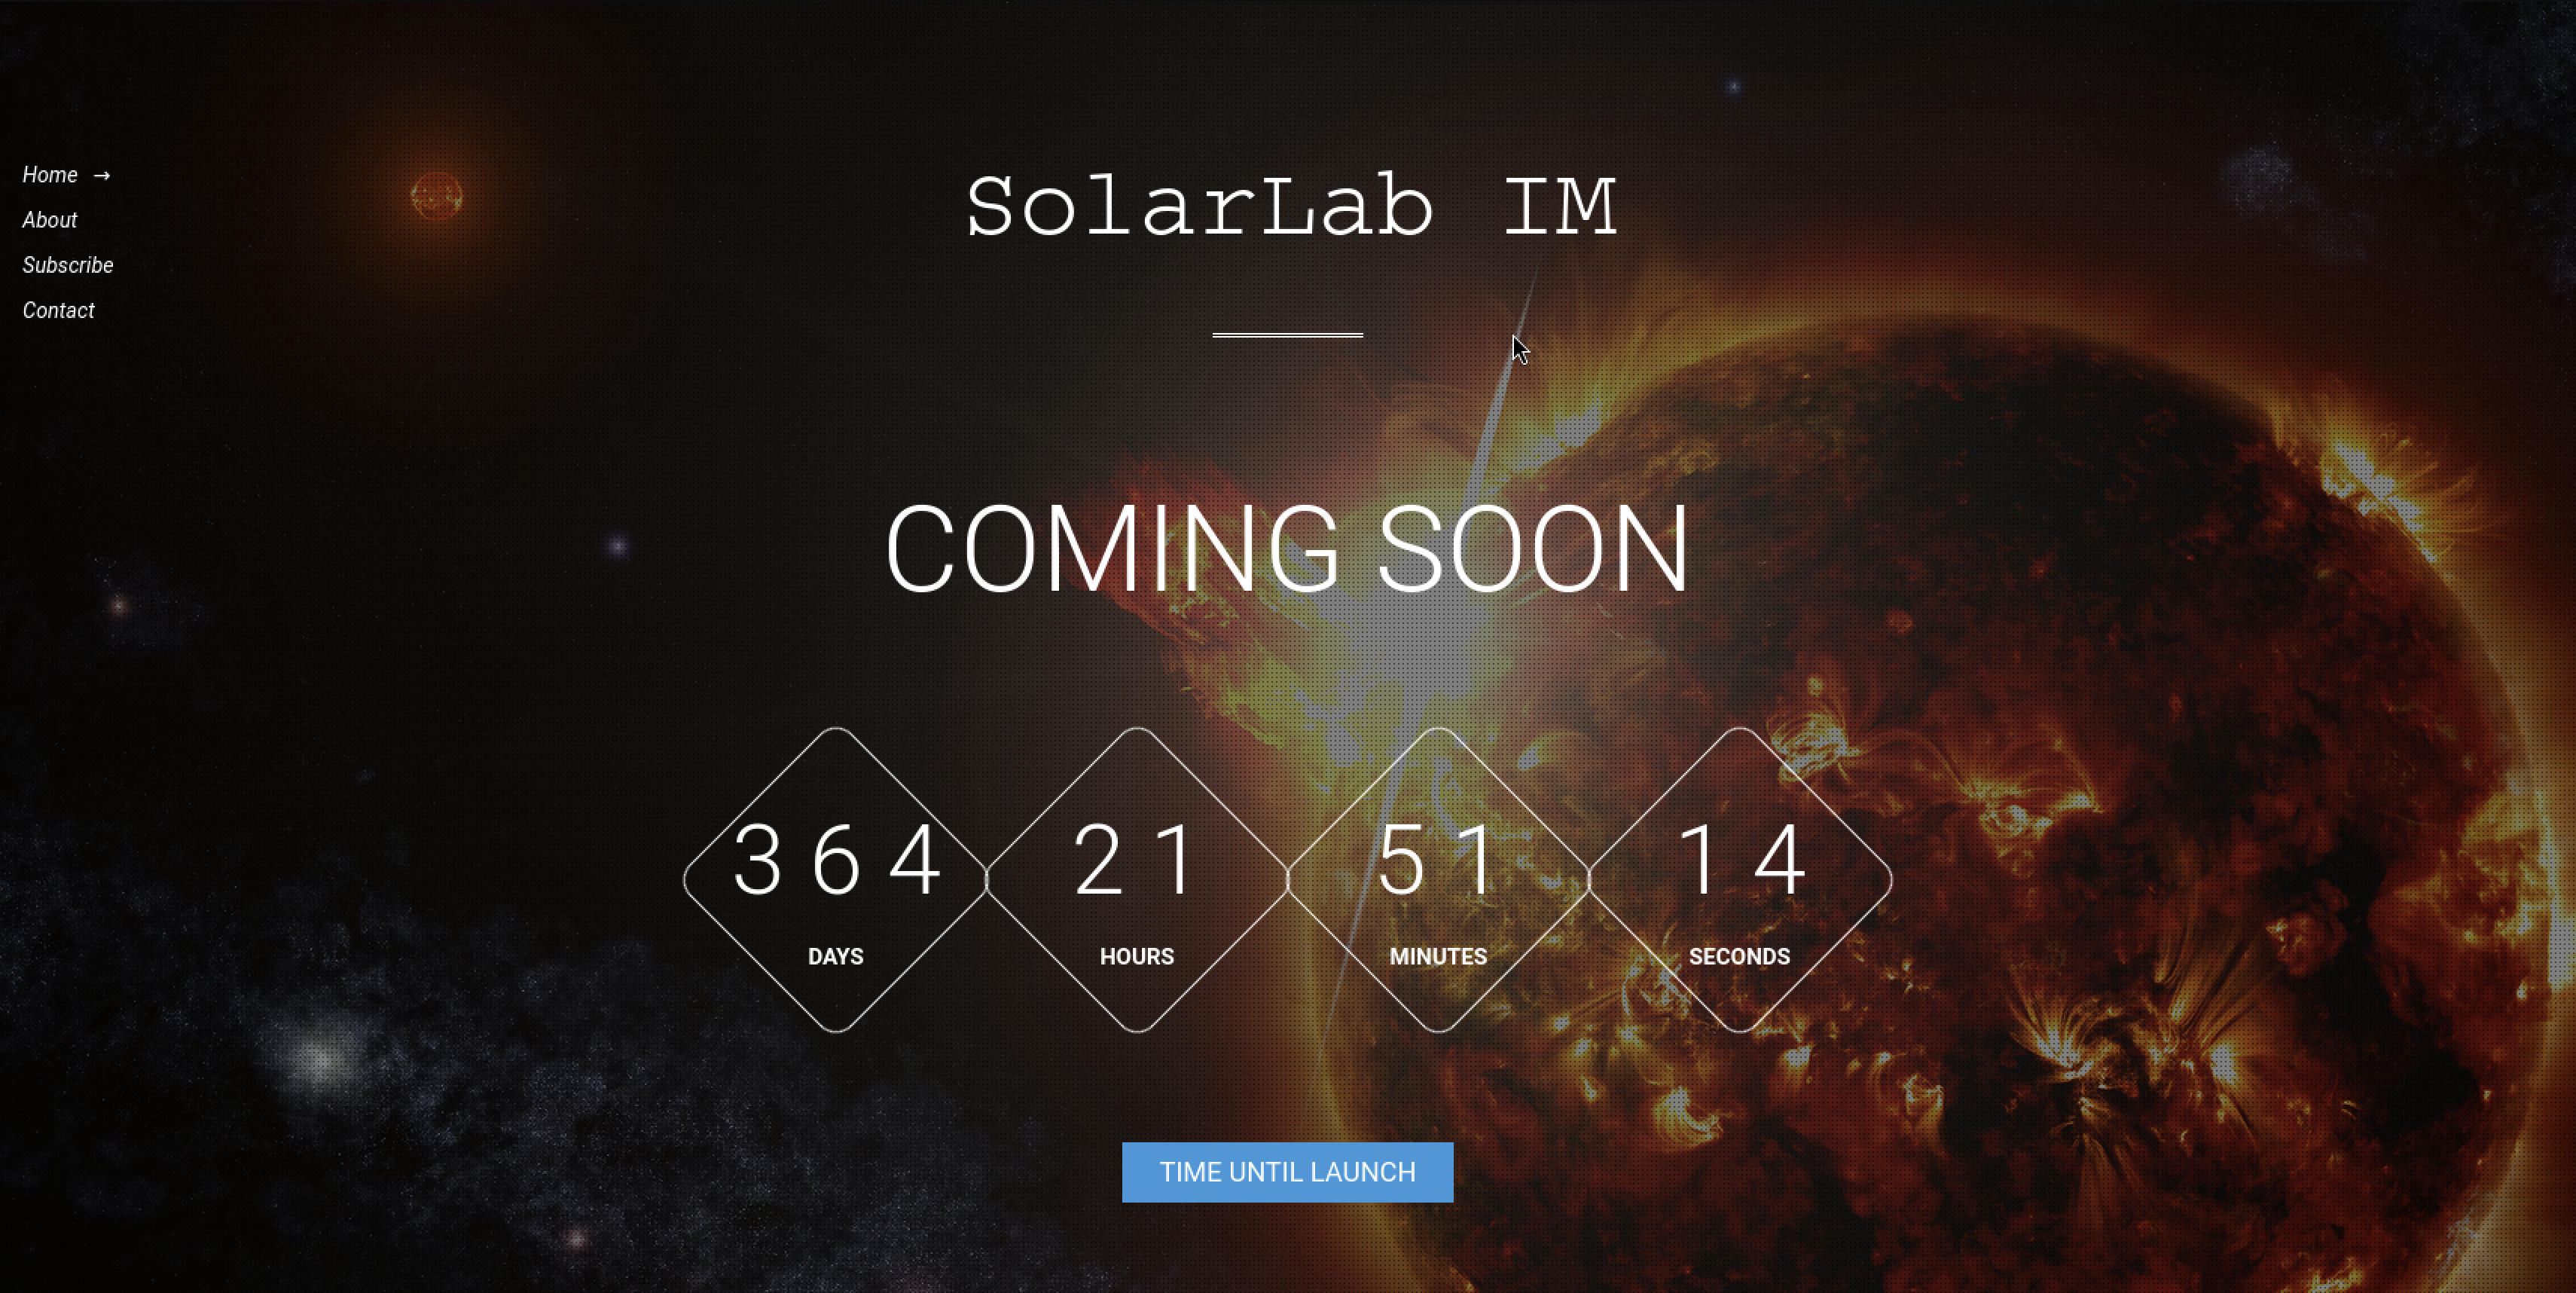 Home →
About
Subscribe
Contact
SolarLab IM
COMING SOON
364 21 51 14
DAYS HOURS MINUTES SECONDS
TIME UNTIL LAUNCH